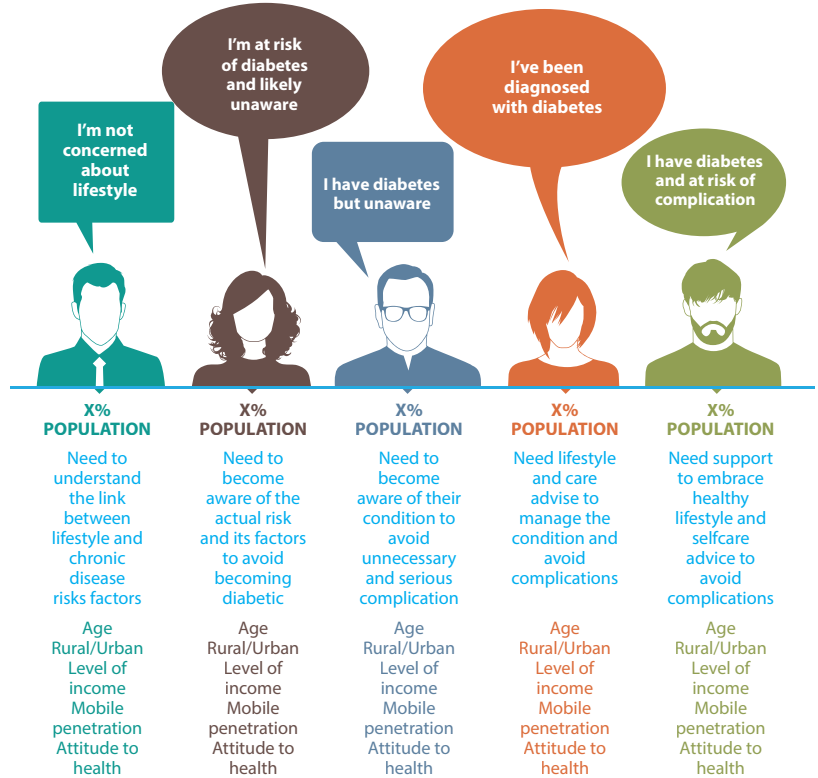 I'm not
concerned
about
lifestyle
I'm at risk
of diabetes
and likely
unaware
I have diabetes
but unaware
I've been
diagnosed
with diabetes
I have diabetes
and at risk of
complication
X%
POPULATION
Need to
understand
the link
between
lifestyle and
chronic
disease
risks factors
Age
Rural/Urban
Level of
income
Mobile
penetration
Attitude to
health
X%
POPULATION
Need to
become
aware of the
actual risk
and its factors
to avoid
becoming
diabetic
Age
Rural/Urban
Level of
income
Mobile
penetration
Attitude to
health
X%
POPULATION
Need to
become
aware of their
condition to
avoid
unnecessary
and serious
complication
Age
Rural/Urban
Level of
income
Mobile
penetration
Attitude to
health
X%
POPULATION
Need lifestyle
and care
advise to
manage the
condition and
avoid
complications
Age
Rural/Urban
Level of
income
Mobile
penetration
Attitude to
health
X%
POPULATION
Need support
to embrace
healthy
lifestyle and
selfcare
advice to
avoid
complications
Age
Rural/Urban
Level of
income
Mobile
penetration
Attitude to
health